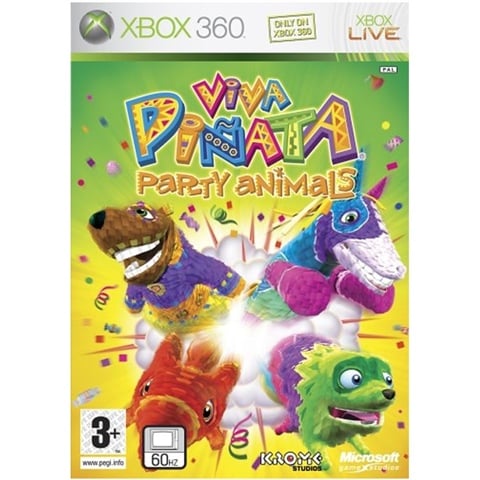 XBOX 360
ONLY ON
XBOX 360
XBOX
LIVE
PAL
VIVA
PIÑATA
PARTY ANIMALS
3+
www.pegi.info
60HZ
KROME
STUDIOS
Microsoft
game studios